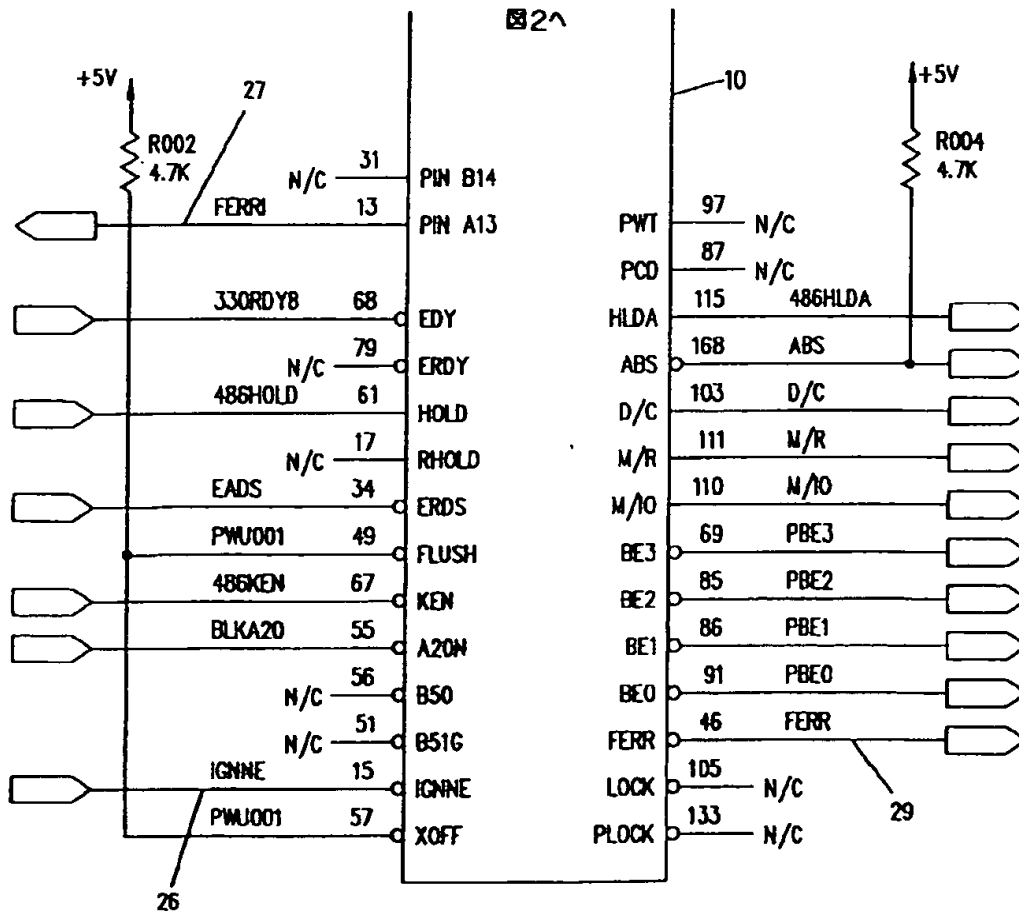 図2ヘ
+5V
27
10
+5V
R002
4.7K
R004
4.7K
N/C 31 PIN B14
FERRI 13 PIN A13
PWT 97 N/C
PCD 87 N/C
330RDY8 68 EDY
HLDA 115 486HLDA
N/C 79 ERDY
ABS 168 ABS
486HOLD 61 HOLD
D/C 103 D/C
N/C 17 RHOLD
M/R 111 M/R
EADS 34 ERDS
M/IO 110 M/IO
PWU001 49 FLUSH
BE3 69 PBE3
486KEN 67 KEN
BE2 85 PBE2
BLKA20 55 A20N
BE1 86 PBE1
N/C 56 B50
BE0 91 PBE0
N/C 51 B51G
FERR 46 FERR
IGNNE 15 IGNNE
LOCK 105 N/C
PWU001 57 XOFF
PLOCK 133 N/C
29
26